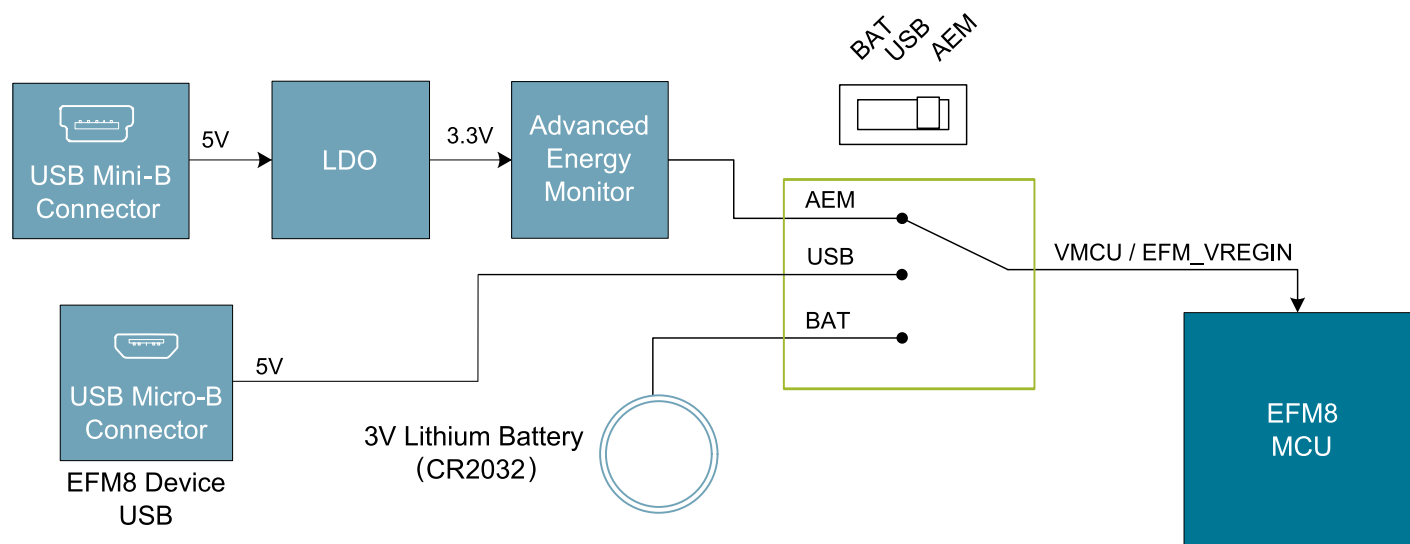 BAT
USB
AEM
USB Mini-B
Connector
5V
LDO
3.3V
Advanced
Energy
Monitor
AEM
USB
BAT
VMCU / EFM_VREGIN
USB Micro-B
Connector
5V
EFM8 Device
USB
3V Lithium Battery
(CR2032)
EFM8
MCU